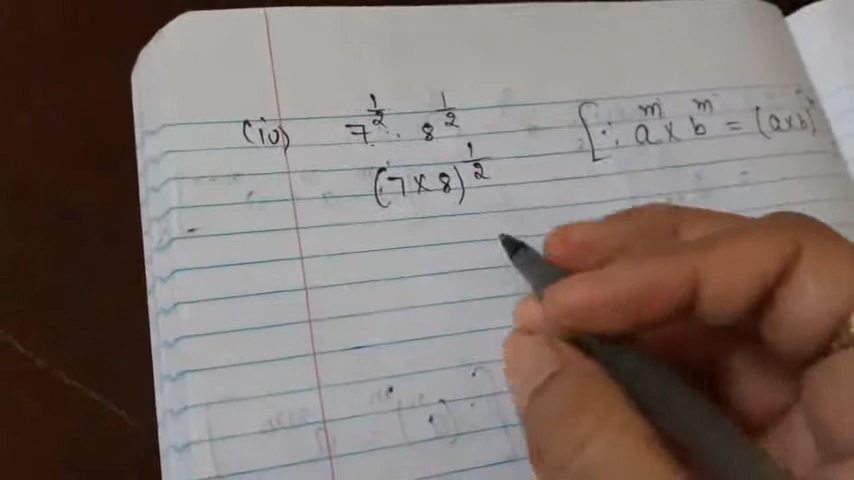 (iv) 7^{1/2} · 8^{1/2} [∵ a^m × b^m = (a×b)
(7×8)^{1/2}